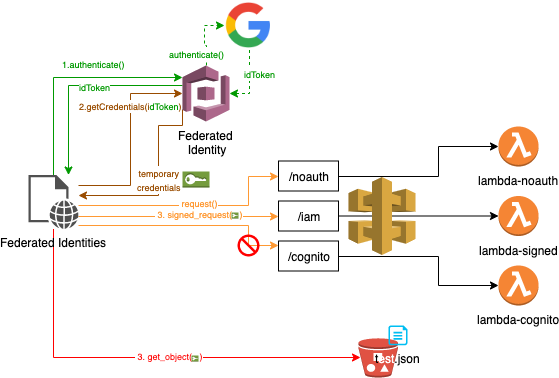 authenticate()
1.authenticate()
idToken
idToken
2.getCredentials(idToken)
Federated
Identity
temporary
credentials
/noauth
lambda-noauth
request()
3. signed_request()
/iam
Federated Identities
lambda-signed
/cognito
lambda-cognito
3. get_object()
test.json